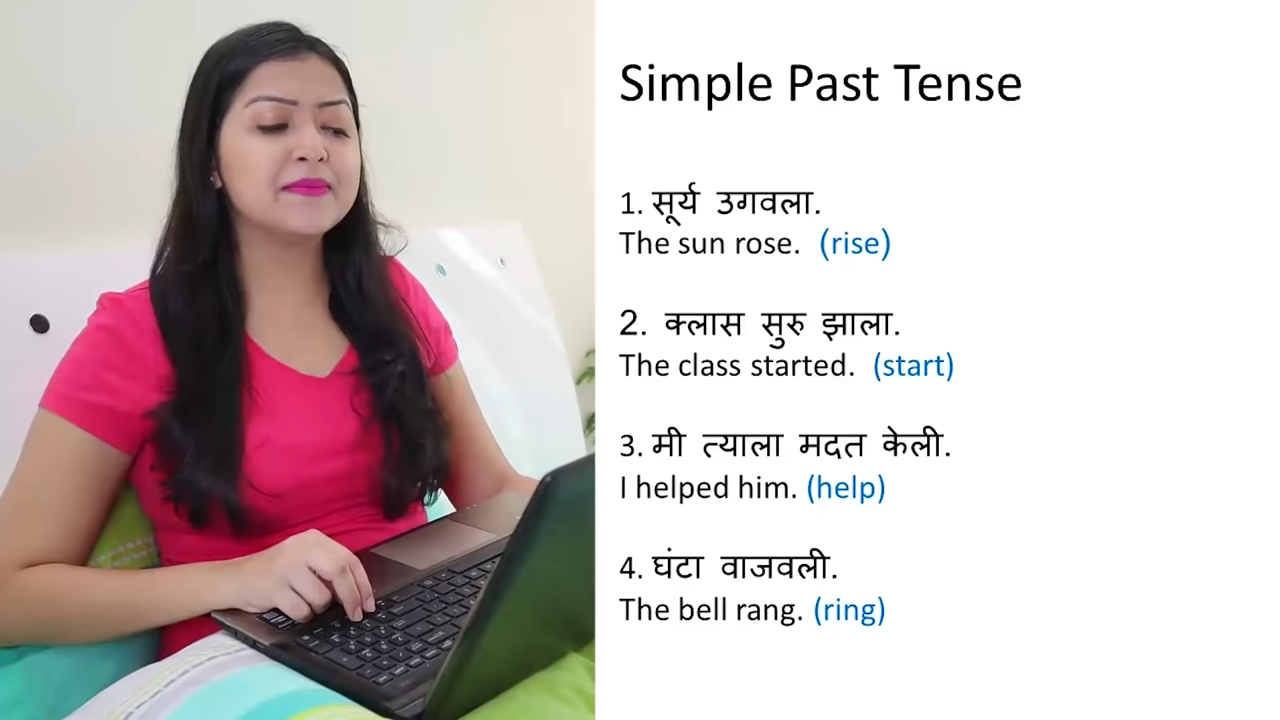 Simple Past Tense
1. सूर्य उगवला.
The sun rose. (rise)
2. क्लास सुरु झाला.
The class started. (start)
3. मी त्याला मदत केली.
I helped him. (help)
4. घंटा वाजवली.
The bell rang. (ring)